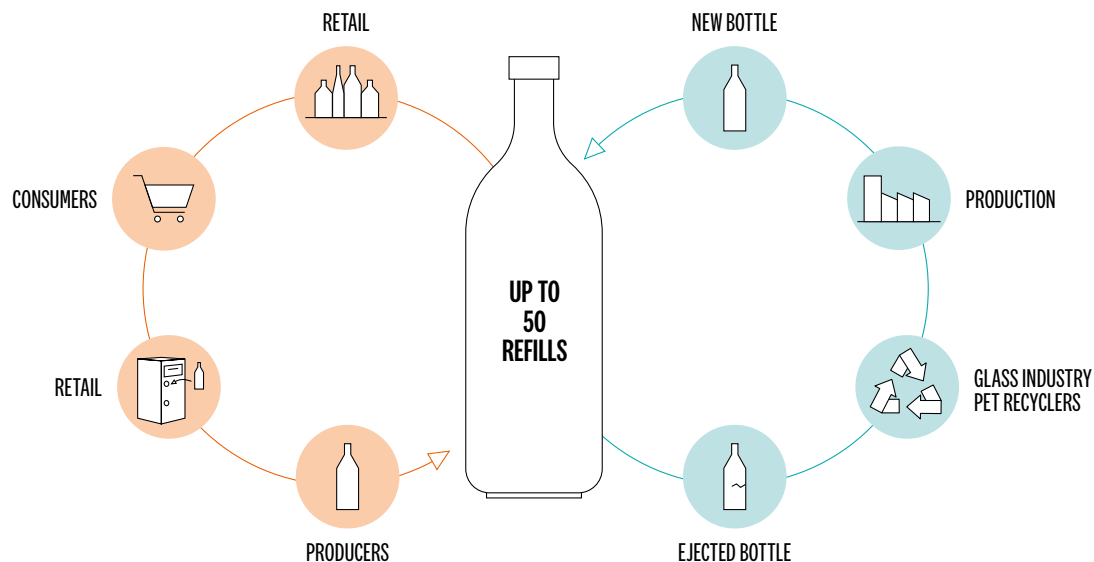 RETAIL
NEW BOTTLE
CONSUMERS
PRODUCTION
UP TO
50
REFILLS
RETAIL
GLASS INDUSTRY
PET RECYCLERS
PRODUCERS
EJECTED BOTTLE